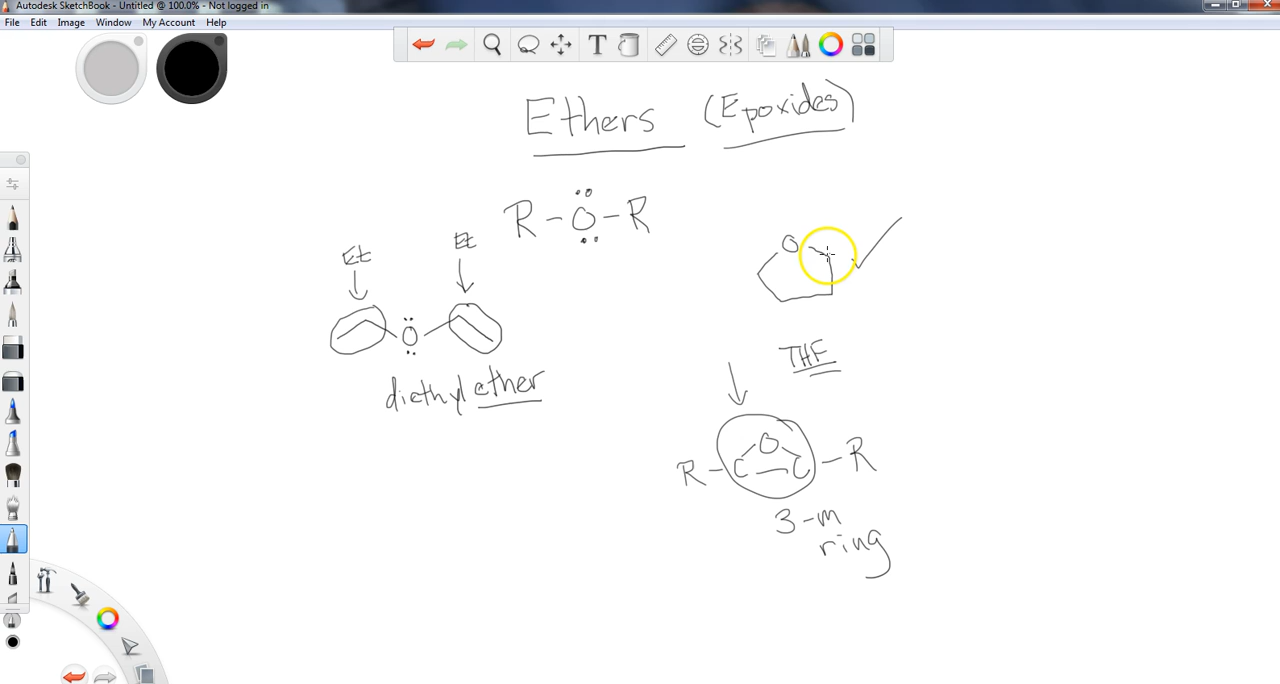 Autodesk SketchBook - Untitled @ 100.0% - Not logged in
File Edit Image Window My Account Help
T
Ethers (Epoxides)
R-O-R
Et Et
O
O
diethyl ether
THF
R-C O C-R
3-m
ring